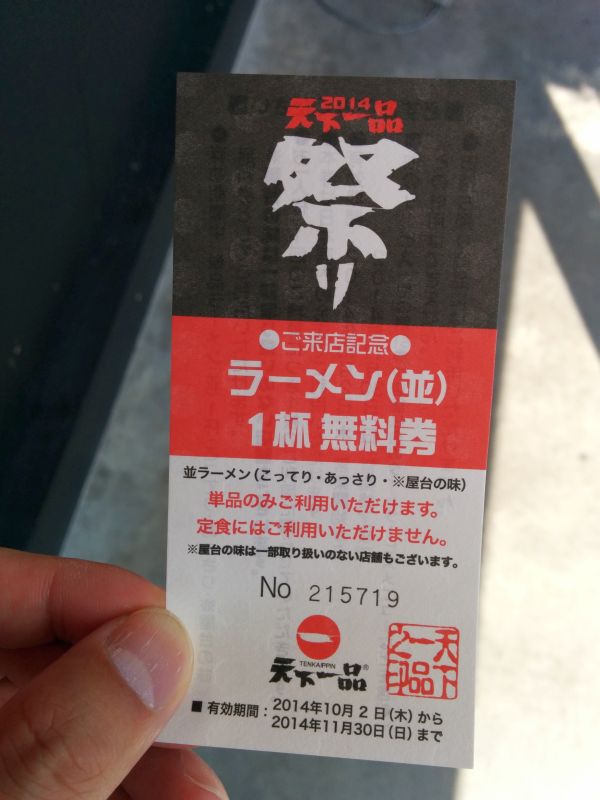 2014
天下一品
祭り
●ご来店記念●
ラーメン(並)
1杯 無料券
並ラーメン(こってり・あっさり・※屋台の味)
単品のみご利用いただけます。
定食にはご利用いただけません。
※屋台の味は一部取り扱いのない店舗もございます。
No 215719
TENKAIPPIN
天下一品®
天下一品之印
■ 有効期間:2014年10月2日(木)から
2014年11月30日(日)まで